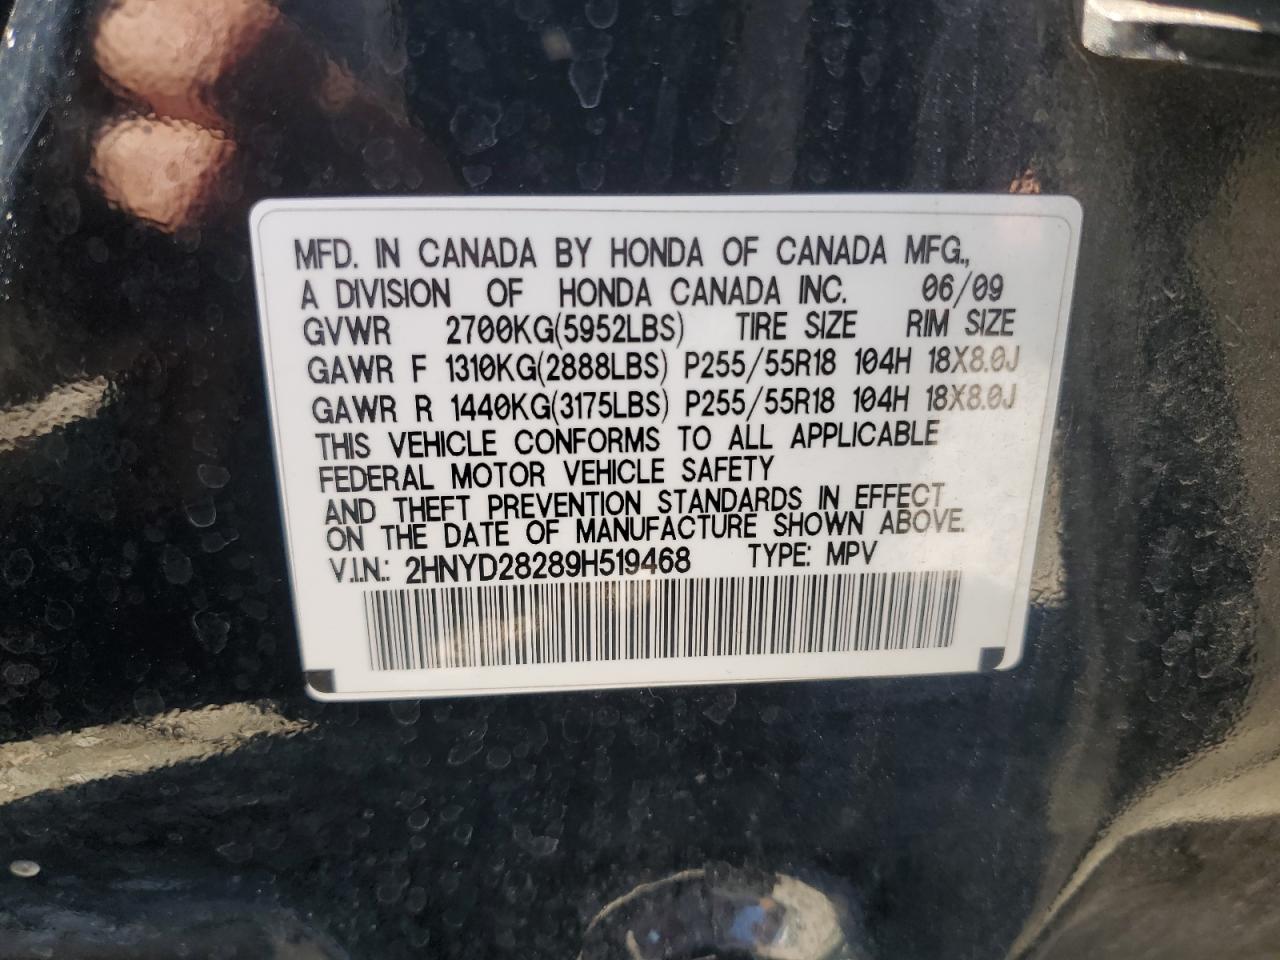 MFD. IN CANADA BY HONDA OF CANADA MFG.,
A DIVISION OF HONDA CANADA INC. 06/09
GVWR 2700KG(5952LBS) TIRE SIZE RIM SIZE
GAWR F 1310KG(2888LBS) P255/55R18 104H 18X8.0J
GAWR R 1440KG(3175LBS) P255/55R18 104H 18X8.0J
THIS VEHICLE CONFORMS TO ALL APPLICABLE
FEDERAL MOTOR VEHICLE SAFETY
AND THEFT PREVENTION STANDARDS IN EFFECT
ON THE DATE OF MANUFACTURE SHOWN ABOVE.
V.I.N.: 2HNYD28289H519468 TYPE: MPV